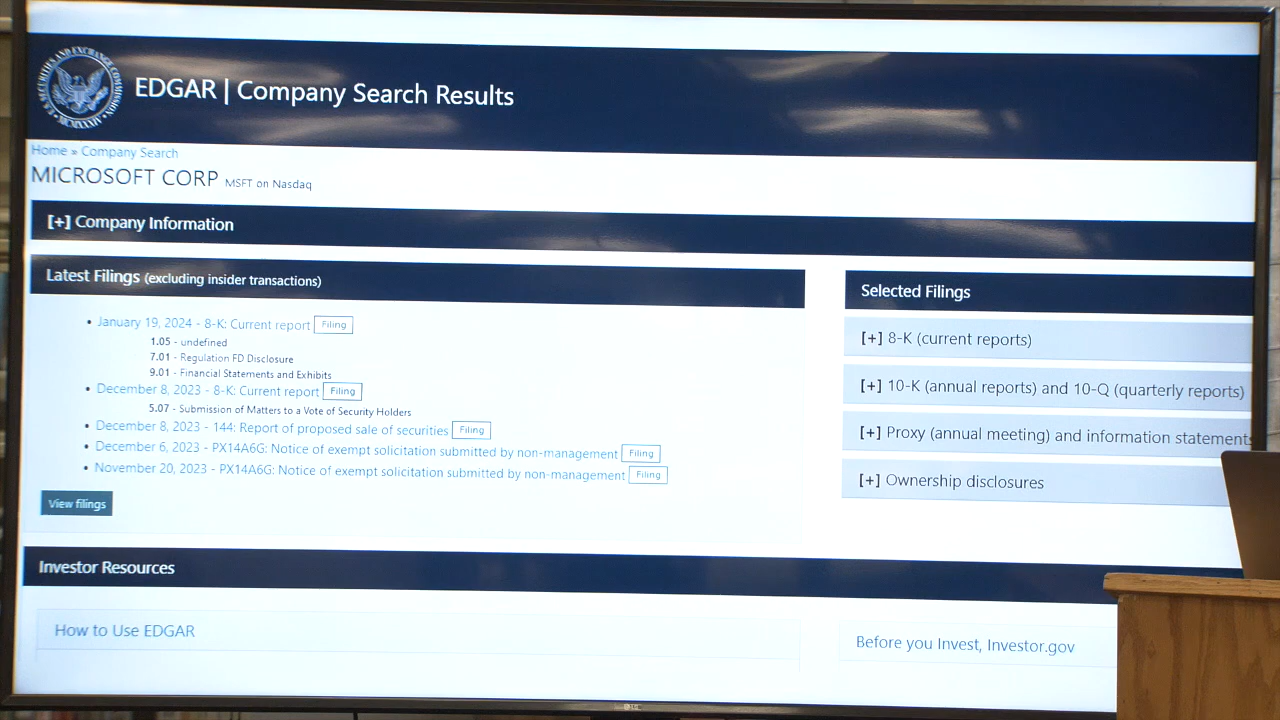 EDGAR | Company Search Results
Home » Company Search
MICROSOFT CORP MSFT on Nasdaq
[+] Company Information
Latest Filings (excluding insider transactions)
• January 19, 2024 - 8-K: Current report Filing
1.05 - undefined
7.01 - Regulation FD Disclosure
9.01 - Financial Statements and Exhibits
• December 8, 2023 - 8-K: Current report Filing
5.07 - Submission of Matters to a Vote of Security Holders
• December 8, 2023 - 144: Report of proposed sale of securities Filing
• December 6, 2023 - PX14A6G: Notice of exempt solicitation submitted by non-management Filing
• November 20, 2023 - PX14A6G: Notice of exempt solicitation submitted by non-management Filing
View filings
Selected Filings
[+] 8-K (current reports)
[+] 10-K (annual reports) and 10-Q (quarterly reports)
[+] Proxy (annual meeting) and information statements
[+] Ownership disclosures
Investor Resources
How to Use EDGAR
Before you Invest, Investor.gov
LG